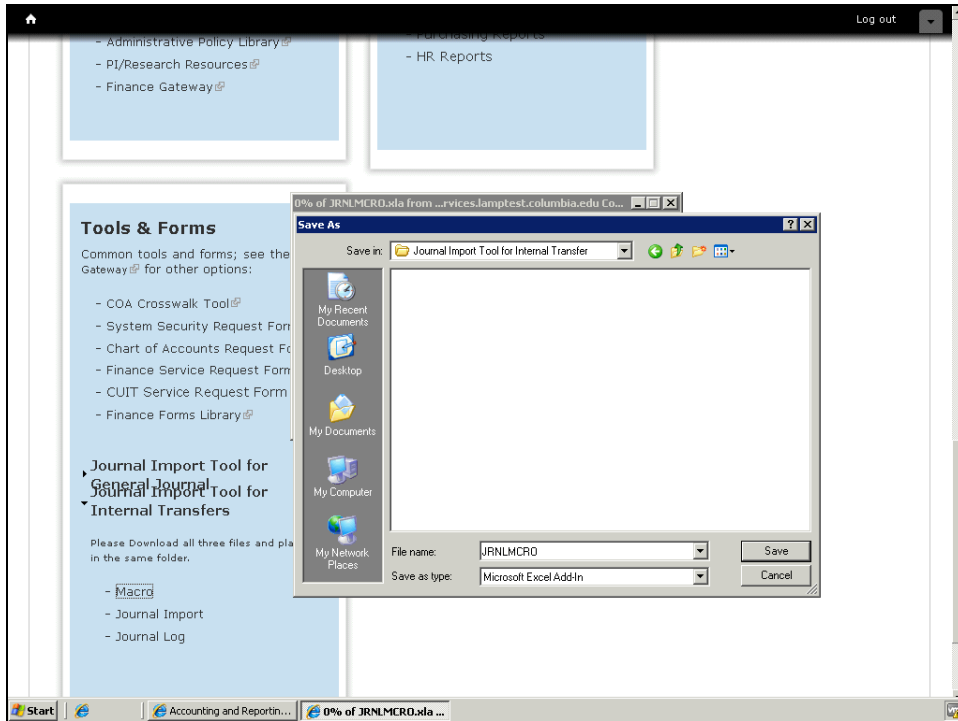 Log out
- Administrative Policy Library
- PI/Research Resources
- Finance Gateway
- Purchasing Reports
- HR Reports
Tools & Forms
Common tools and forms; see the
Gateway for other options:
- COA Crosswalk Tool
- System Security Request Forr
- Chart of Accounts Request Fo
- Finance Service Request Form
- CUIT Service Request Form
- Finance Forms Library
Journal Import Tool for
General Journal
Journal Import Tool for
Internal Transfers
Please Download all three files and pla
in the same folder.
- Macro
- Journal Import
- Journal Log
0% of JRNLMCRO.xla from ...rvices.lamptest.columbia.edu Co...
Save As
Save in:
Journal Import Tool for Internal Transfer
My Recent
Documents
Desktop
My Documents
My Computer
My Network
Places
File name:
JRNLMCRO
Save
Save as type:
Microsoft Excel Add-In
Cancel
Start
Accounting and Reportin...
0% of JRNLMCRO.xla ...